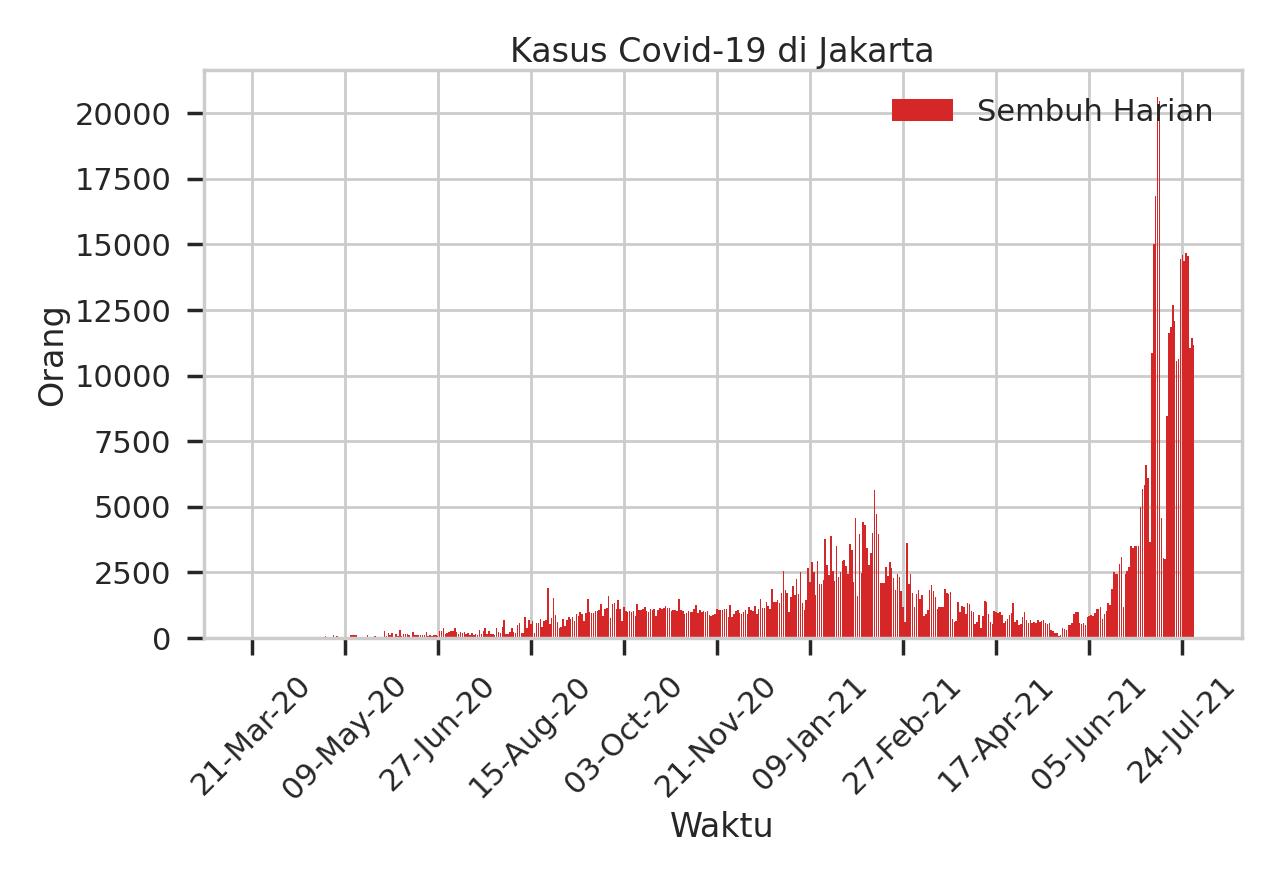 Kasus Covid-19 di Jakarta
Sembuh Harian
Orang
20000
17500
15000
12500
10000
7500
5000
2500
0
21-Mar-20
09-May-20
27-Jun-20
15-Aug-20
03-Oct-20
21-Nov-20
09-Jan-21
27-Feb-21
17-Apr-21
05-Jun-21
24-Jul-21
Waktu